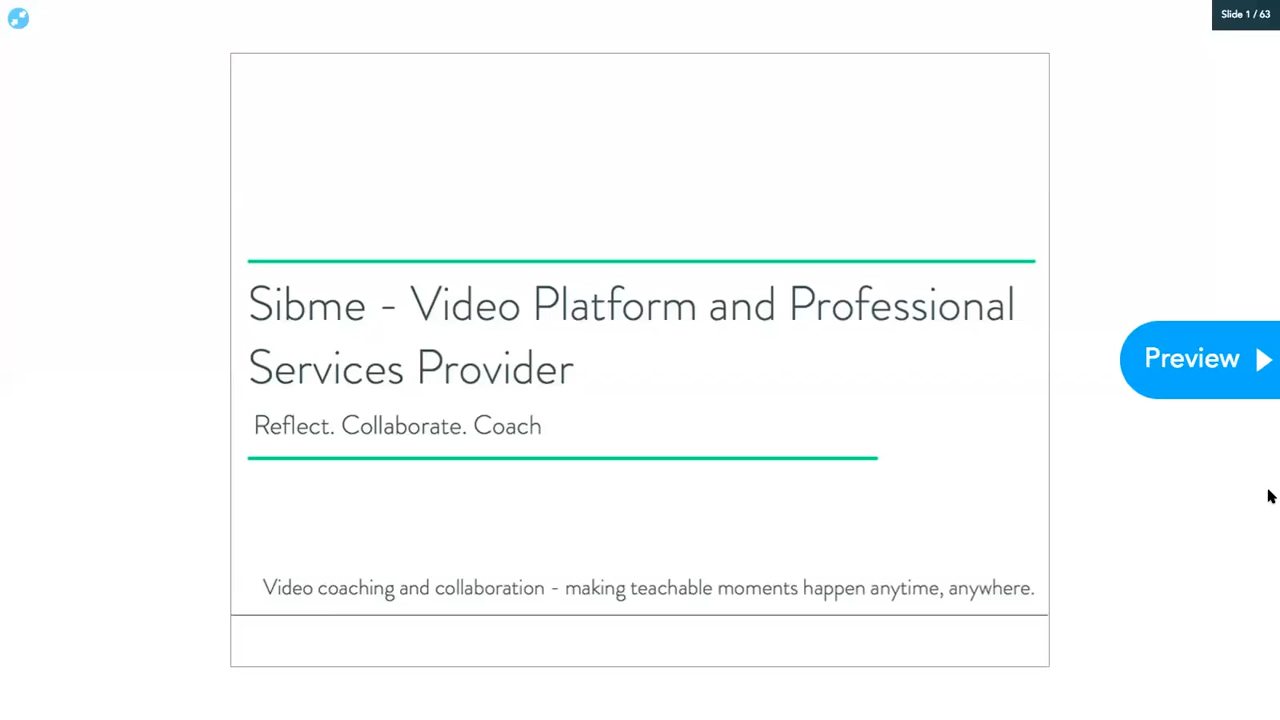 Slide 1 / 63
Sibme - Video Platform and Professional
Services Provider
Reflect. Collaborate. Coach
Preview
Video coaching and collaboration - making teachable moments happen anytime, anywhere.